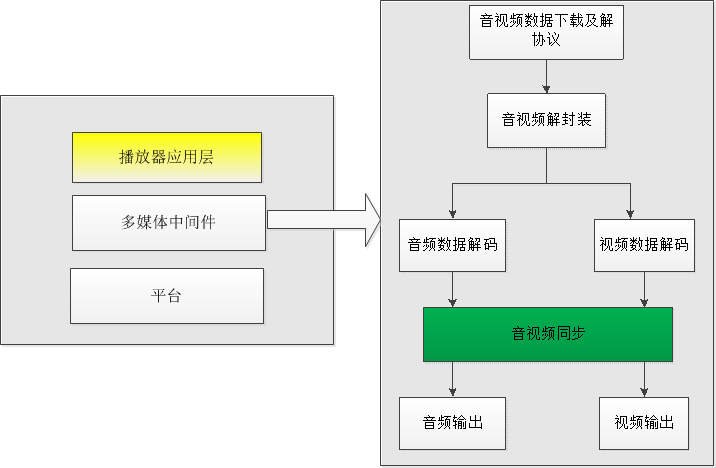 播放器应用层
多媒体中间件
平台
音视频数据下载及解
协议
音视频解封装
音频数据解码
视频数据解码
音视频同步
音频输出
视频输出